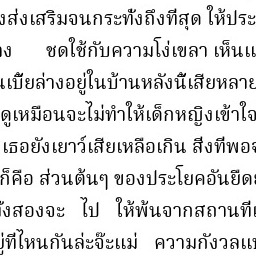 งส่งเสริมจนกระทั่งถึงที่สุด ให้ประ
ง ชดใช้กับความโง่เขลา เห็นแ
นเบี้ยล่างอยู่ในบ้านหลังนี้เสียหลาย
ดูเหมือนจะไม่ทำให้เด็กหญิงเข้าใจ
เธอยังเยาว์เสียเหลือเกิน สิ่งที่พอจ
ก็คือ ส่วนต้นๆ ของประโยคอันยืดย
ั้งสองจะ ไป ให้พ้นจากสถานที่แ
ู่ที่ไหนกันล่ะจ๊ะแม่ ความกังวลแ